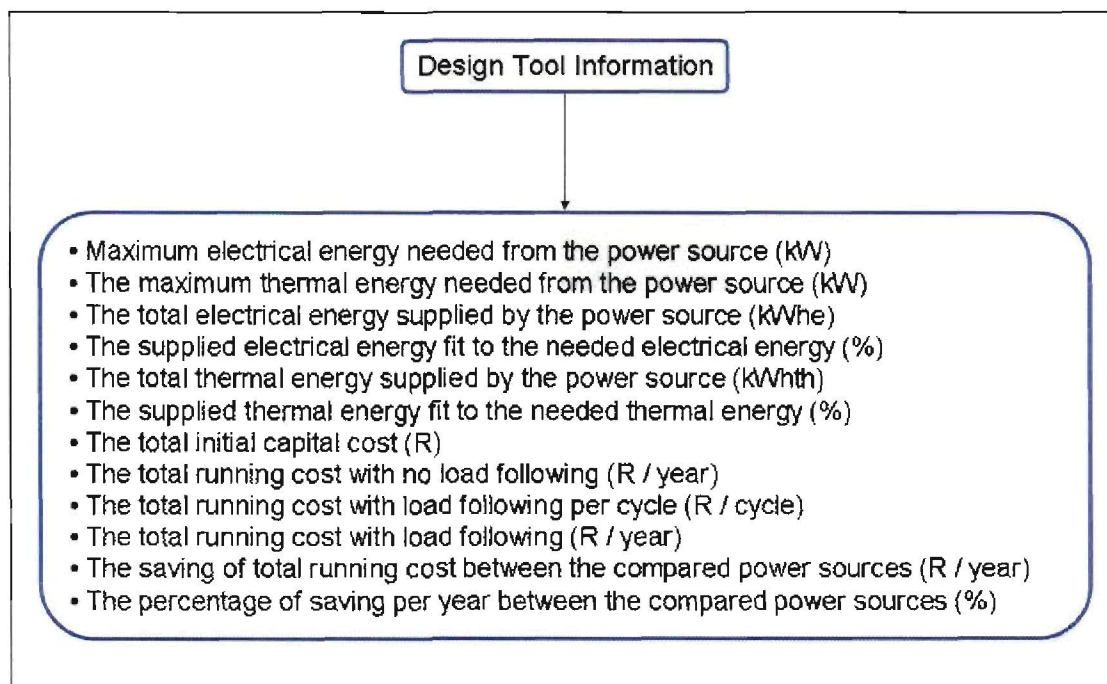 Design Tool Information
• Maximum electrical energy needed from the power source (kW)
• The maximum thermal energy needed from the power source (kW)
• The total electrical energy supplied by the power source (kWhe)
• The supplied electrical energy fit to the needed electrical energy (%)
• The total thermal energy supplied by the power source (kWhth)
• The supplied thermal energy fit to the needed thermal energy (%)
• The total initial capital cost (R)
• The total running cost with no load following (R / year)
• The total running cost with load following per cycle (R / cycle)
• The total running cost with load following (R / year)
• The saving of total running cost between the compared power sources (R / year)
• The percentage of saving per year between the compared power sources (%)